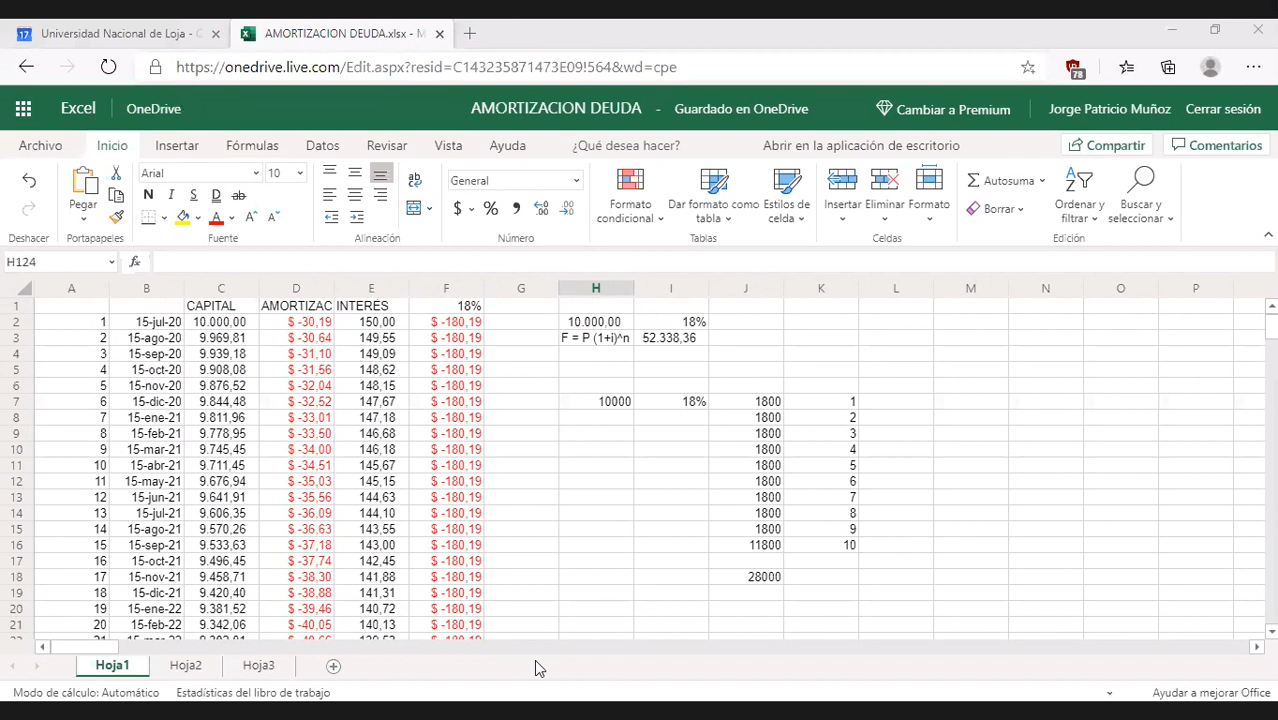 Universidad Nacional de Loja - C
AMORTIZACION DEUDA.xlsx - M
https://onedrive.live.com/Edit.aspx?resid=C143235871473E09!564&wd=cpe
78
Excel OneDrive AMORTIZACION DEUDA - Guardado en OneDrive Cambiar a Premium Jorge Patricio Muñoz Cerrar sesión
Archivo Inicio Insertar Fórmulas Datos Revisar Vista Ayuda ¿Qué desea hacer? Abrir en la aplicación de escritorio Compartir Comentarios
Arial 10 General Autosuma
Pegar N K S D ab $ % Formato condicional Dar formato como tabla Estilos de celda Insertar Eliminar Formato Borrar Ordenar y filtrar Buscar y seleccionar
Deshacer Portapapeles Fuente Alineación Número Tablas Celdas Edición
H124 fx
A B C D E F G H I J K L M N O P
1 CAPITAL AMORTIZAC INTERÉS 18%
2 1 15-jul-20 10.000,00 $ -30,19 150,00 $ -180,19 10.000,00 18%
3 2 15-ago-20 9.969,81 $ -30,64 149,55 $ -180,19 F = P (1+i)^n 52.338,36
4 3 15-sep-20 9.939,18 $ -31,10 149,09 $ -180,19
5 4 15-oct-20 9.908,08 $ -31,56 148,62 $ -180,19
6 5 15-nov-20 9.876,52 $ -32,04 148,15 $ -180,19
7 6 15-dic-20 9.844,48 $ -32,52 147,67 $ -180,19 10000 18% 1800 1
8 7 15-ene-21 9.811,96 $ -33,01 147,18 $ -180,19 1800 2
9 8 15-feb-21 9.778,95 $ -33,50 146,68 $ -180,19 1800 3
10 9 15-mar-21 9.745,45 $ -34,00 146,18 $ -180,19 1800 4
11 10 15-abr-21 9.711,45 $ -34,51 145,67 $ -180,19 1800 5
12 11 15-may-21 9.676,94 $ -35,03 145,15 $ -180,19 1800 6
13 12 15-jun-21 9.641,91 $ -35,56 144,63 $ -180,19 1800 7
14 13 15-jul-21 9.606,35 $ -36,09 144,10 $ -180,19 1800 8
15 14 15-ago-21 9.570,26 $ -36,63 143,55 $ -180,19 1800 9
16 15 15-sep-21 9.533,63 $ -37,18 143,00 $ -180,19 11800 10
17 16 15-oct-21 9.496,45 $ -37,74 142,45 $ -180,19
18 17 15-nov-21 9.458,71 $ -38,30 141,88 $ -180,19 28000
19 18 15-dic-21 9.420,40 $ -38,88 141,31 $ -180,19
20 19 15-ene-22 9.381,52 $ -39,46 140,72 $ -180,19
21 20 15-feb-22 9.342,06 $ -40,05 140,13 $ -180,19
Hoja1 Hoja2 Hoja3
Modo de cálculo: Automático Estadísticas del libro de trabajo Ayudar a mejorar Office